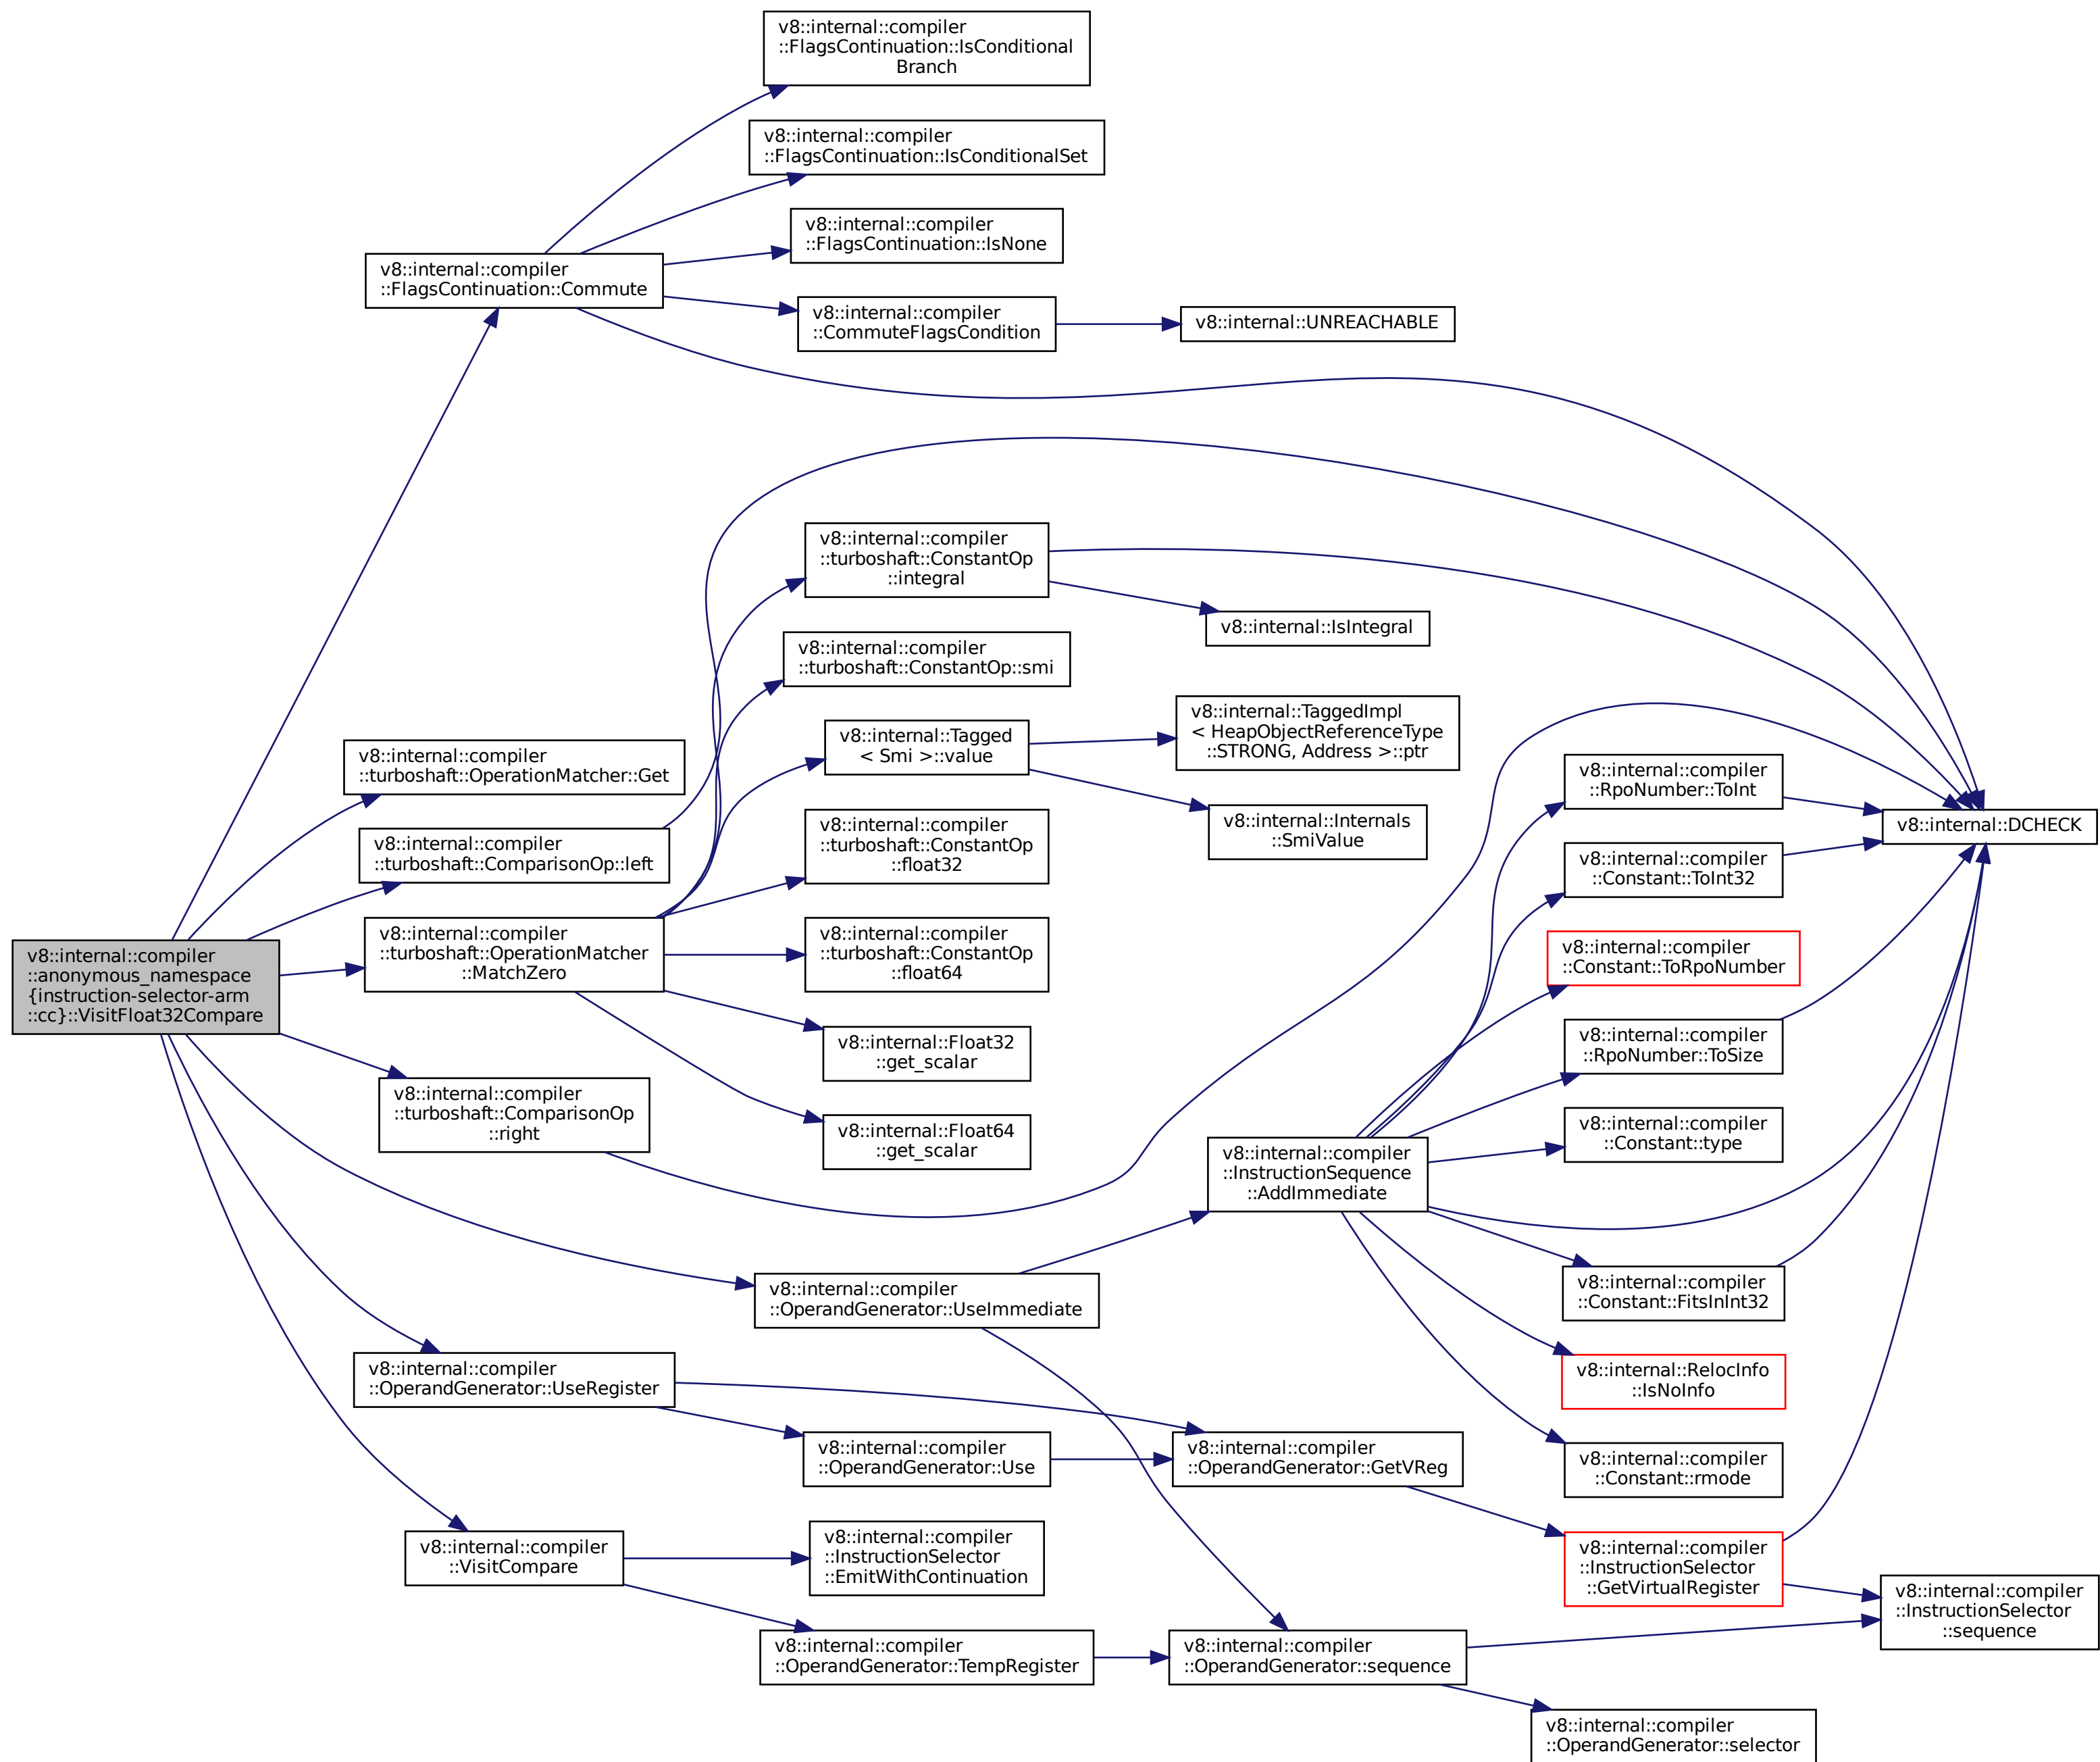 v8::internal::compiler
::FlagsContinuation::IsConditional
Branch
v8::internal::compiler
::FlagsContinuation::IsConditionalSet
v8::internal::compiler
::FlagsContinuation::IsNone
v8::internal::compiler
::FlagsContinuation::Commute
v8::internal::compiler
::CommuteFlagsCondition
v8::internal::UNREACHABLE
v8::internal::compiler
::turboshaft::ConstantOp
::integral
v8::internal::IsIntegral
v8::internal::compiler
::turboshaft::ConstantOp::smi
v8::internal::TaggedImpl
< HeapObjectReferenceType
::STRONG, Address >::ptr
v8::internal::Tagged
< Smi >::value
v8::internal::compiler
::turboshaft::OperationMatcher::Get
v8::internal::compiler
::RpoNumber::ToInt
v8::internal::Internals
::SmiValue
v8::internal::DCHECK
v8::internal::compiler
::turboshaft::ConstantOp
::float32
v8::internal::compiler
::turboshaft::ComparisonOp::left
v8::internal::compiler
::Constant::ToInt32
v8::internal::compiler
::turboshaft::OperationMatcher
::MatchZero
v8::internal::compiler
::turboshaft::ConstantOp
::float64
v8::internal::compiler
::Constant::ToRpoNumber
v8::internal::compiler
::anonymous_namespace
{instruction-selector-arm
::cc}::VisitFloat32Compare
v8::internal::Float32
::get_scalar
v8::internal::compiler
::RpoNumber::ToSize
v8::internal::compiler
::turboshaft::ComparisonOp
::right
v8::internal::Float64
::get_scalar
v8::internal::compiler
::Constant::type
v8::internal::compiler
::InstructionSequence
::AddImmediate
v8::internal::compiler
::OperandGenerator::UseImmediate
v8::internal::compiler
::Constant::FitsInInt32
v8::internal::compiler
::OperandGenerator::UseRegister
v8::internal::RelocInfo
::IsNoInfo
v8::internal::compiler
::OperandGenerator::Use
v8::internal::compiler
::OperandGenerator::GetVReg
v8::internal::compiler
::Constant::rmode
v8::internal::compiler
::VisitCompare
v8::internal::compiler
::InstructionSelector
::EmitWithContinuation
v8::internal::compiler
::InstructionSelector
::GetVirtualRegister
v8::internal::compiler
::InstructionSelector
::sequence
v8::internal::compiler
::OperandGenerator::TempRegister
v8::internal::compiler
::OperandGenerator::sequence
v8::internal::compiler
::OperandGenerator::selector